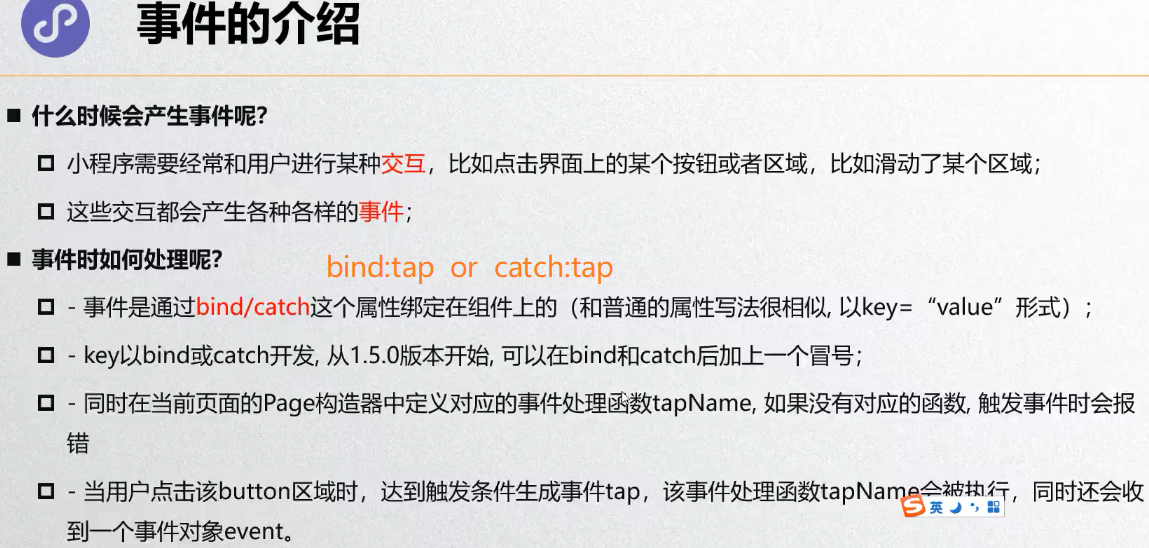 事件的介绍
什么时候会产生事件呢？
小程序需要经常和用户进行某种交互，比如点击界面上的某个按钮或者区域，比如滑动了某个区域；
这些交互都会产生各种各样的事件；
事件时如何处理呢？
bind:tap or catch:tap
- 事件是通过bind/catch这个属性绑定在组件上的（和普通的属性写法很相似, 以key=“value”形式）；
- key以bind或catch开发, 从1.5.0版本开始, 可以在bind和catch后加上一个冒号；
- 同时在当前页面的Page构造器中定义对应的事件处理函数tapName, 如果没有对应的函数, 触发事件时会报
错
- 当用户点击该button区域时，达到触发条件生成事件tap，该事件处理函数tapName会被执行，同时还会收
到一个事件对象event。
英